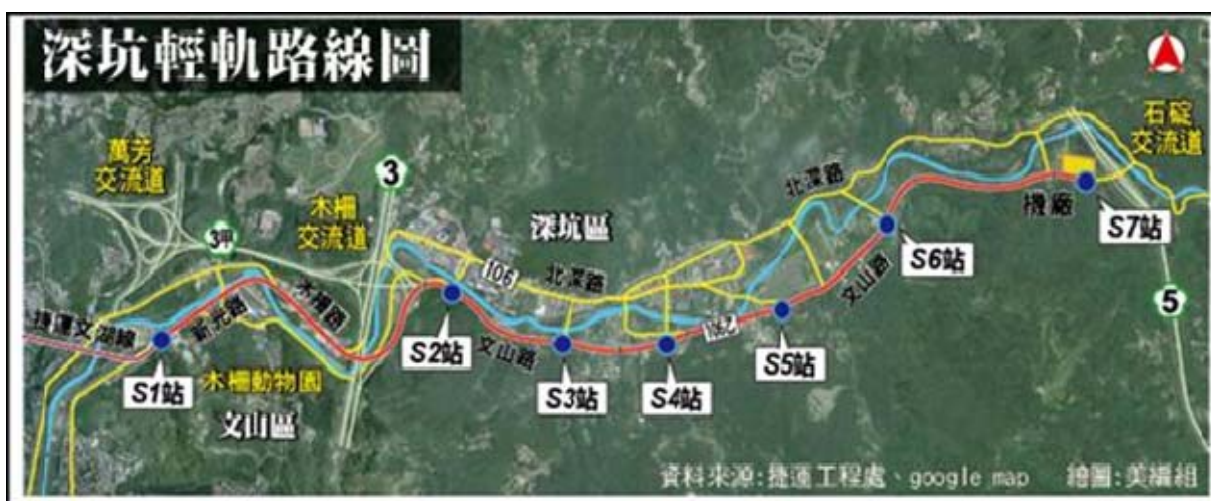 深坑輕軌路線圖
萬芳
交流道
3甲
木柵
交流道
3
深坑區
106
北深路
北深路
石碇
交流道
機廠
S7站
5
S6站
文山路
S5站
S4站
S3站
文山路
S2站
木柵路
新光路
捷運文湖線
S1站
木柵動物園
文山區
資料來源:捷運工程處、google map 繪圖:美編組